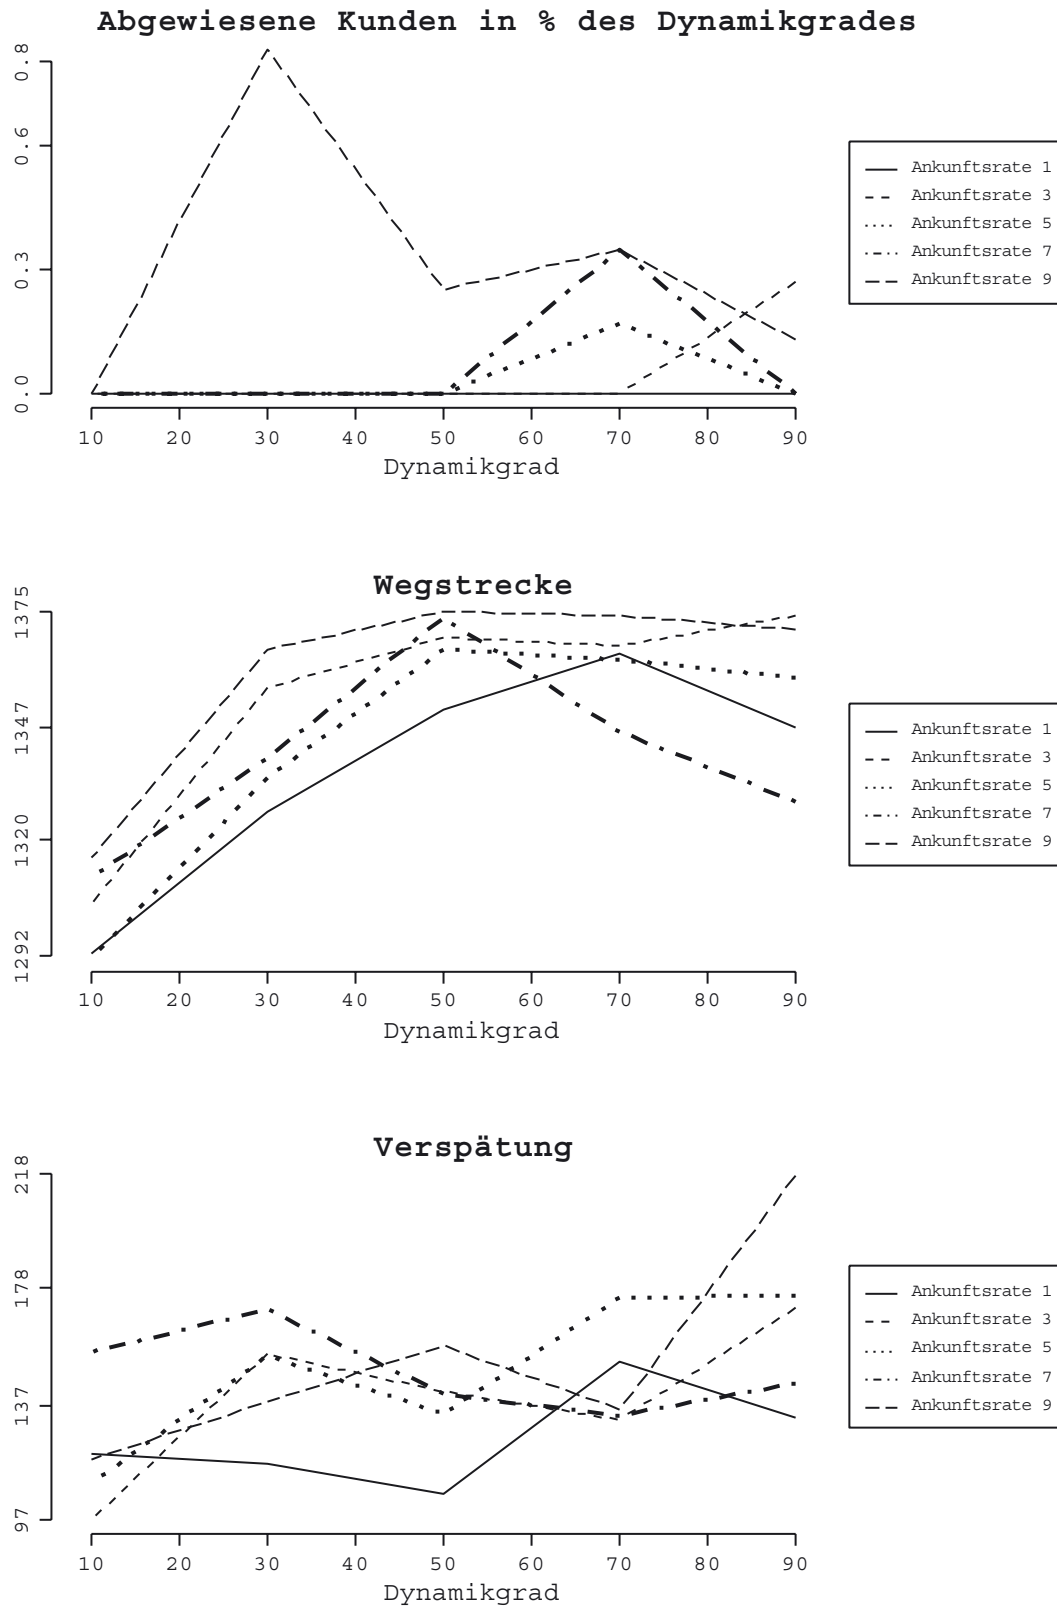 Abgewiesene Kunden in % des Dynamikgrades
0.8
0.6
0.3
0.0
10 20 30 40 50 60 70 80 90
Dynamikgrad
Ankunftsrate 1
Ankunftsrate 3
Ankunftsrate 5
Ankunftsrate 7
Ankunftsrate 9
Wegstrecke
1375
1347
1320
1292
10 20 30 40 50 60 70 80 90
Dynamikgrad
Ankunftsrate 1
Ankunftsrate 3
Ankunftsrate 5
Ankunftsrate 7
Ankunftsrate 9
Verspätung
218
178
137
97
10 20 30 40 50 60 70 80 90
Dynamikgrad
Ankunftsrate 1
Ankunftsrate 3
Ankunftsrate 5
Ankunftsrate 7
Ankunftsrate 9